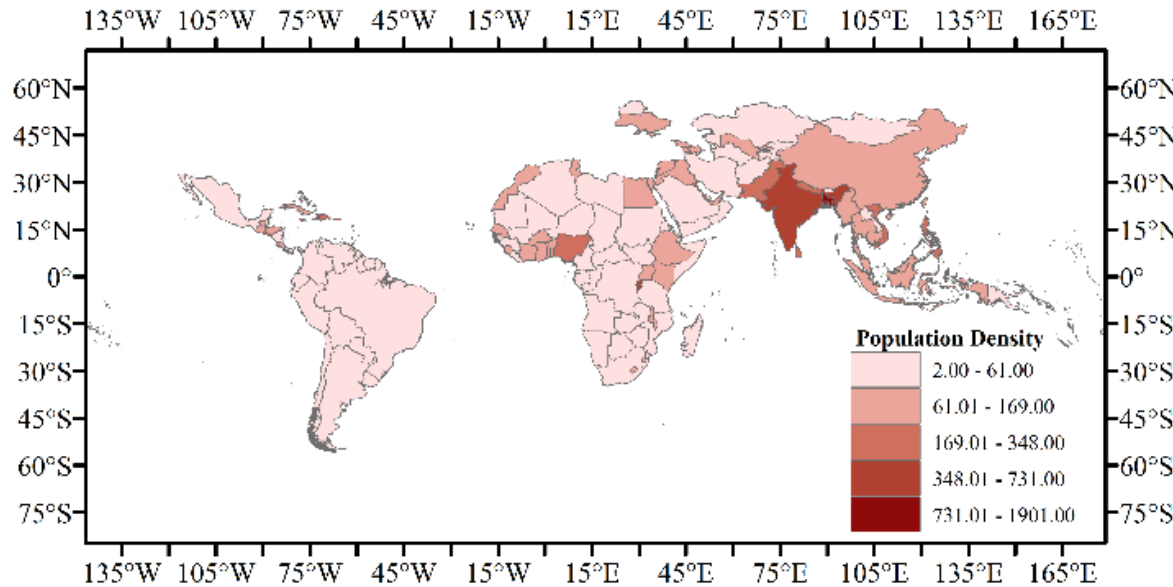 135°W 105°W 75°W 45°W 15°W 15°E 45°E 75°E 105°E 135°E 165°E
60°N 60°N
45°N 45°N
30°N 30°N
15°N 15°N
0° 0°
15°S 15°S
30°S 30°S
45°S 45°S
60°S 60°S
75°S 75°S
Population Density
2.00 - 61.00
61.01 - 169.00
169.01 - 348.00
348.01 - 731.00
731.01 - 1901.00
135°W 105°W 75°W 45°W 15°W 15°E 45°E 75°E 105°E 135°E 165°E